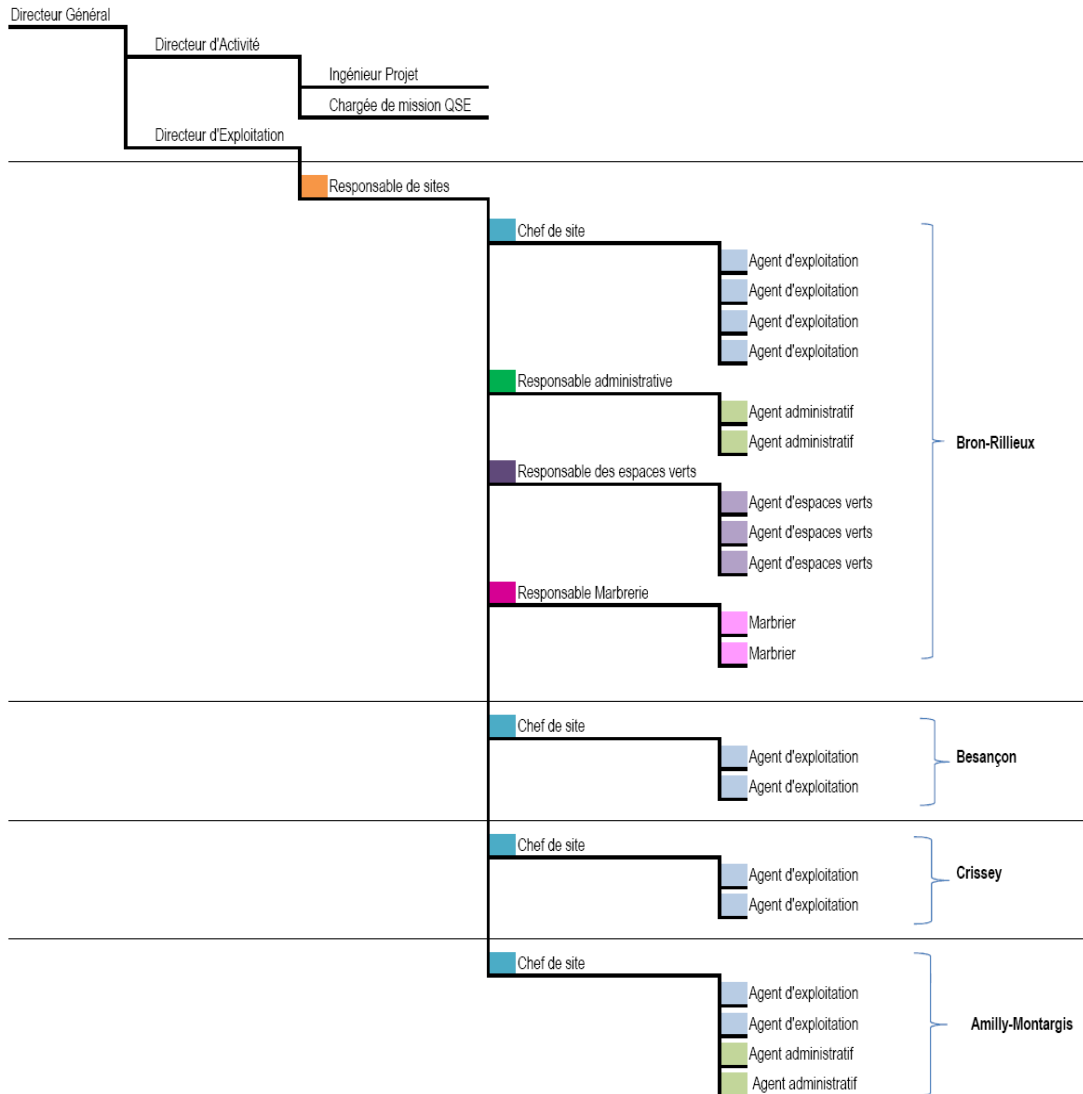 Directeur Général
Directeur d'Activité
Ingénieur Projet
Chargée de mission QSE
Directeur d'Exploitation
Responsable de sites
Chef de site
Agent d'exploitation
Agent d'exploitation
Agent d'exploitation
Agent d'exploitation
Responsable administrative
Agent administratif
Agent administratif
Bron-Rillieux
Responsable des espaces verts
Agent d'espaces verts
Agent d'espaces verts
Agent d'espaces verts
Responsable Marbrerie
Marbrier
Marbrier
Chef de site
Agent d'exploitation
Besançon
Agent d'exploitation
Chef de site
Agent d'exploitation
Crissey
Agent d'exploitation
Chef de site
Agent d'exploitation
Agent d'exploitation
Amilly-Montargis
Agent administratif
Agent administratif